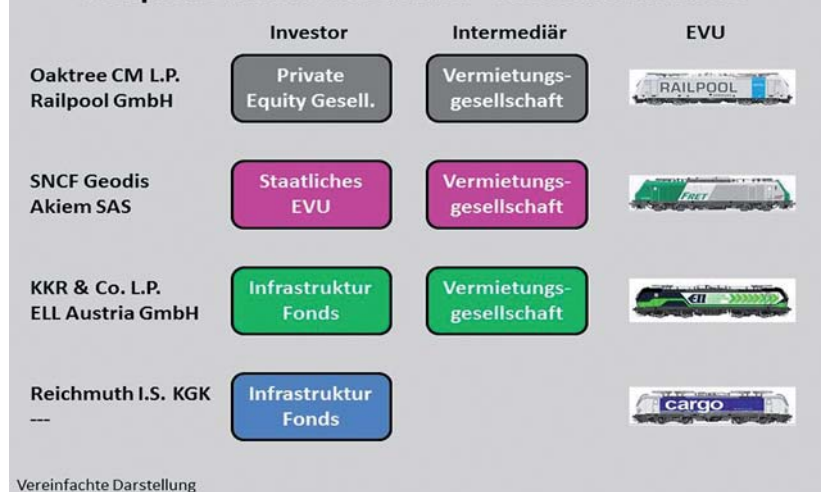 Investor Intermediär EVU
Oaktree CM L.P.
Railpool GmbH
Private
Equity Gesell.
Vermietungs-
gesellschaft
RAILPOOL
SNCF Geodis
Akiem SAS
Staatliches
EVU
Vermietungs-
gesellschaft
FRET
KKR & Co. L.P.
ELL Austria GmbH
Infrastruktur
Fonds
Vermietungs-
gesellschaft
Ell
Reichmuth I.S. KGK
---
Infrastruktur
Fonds
cargo
Vereinfachte Darstellung